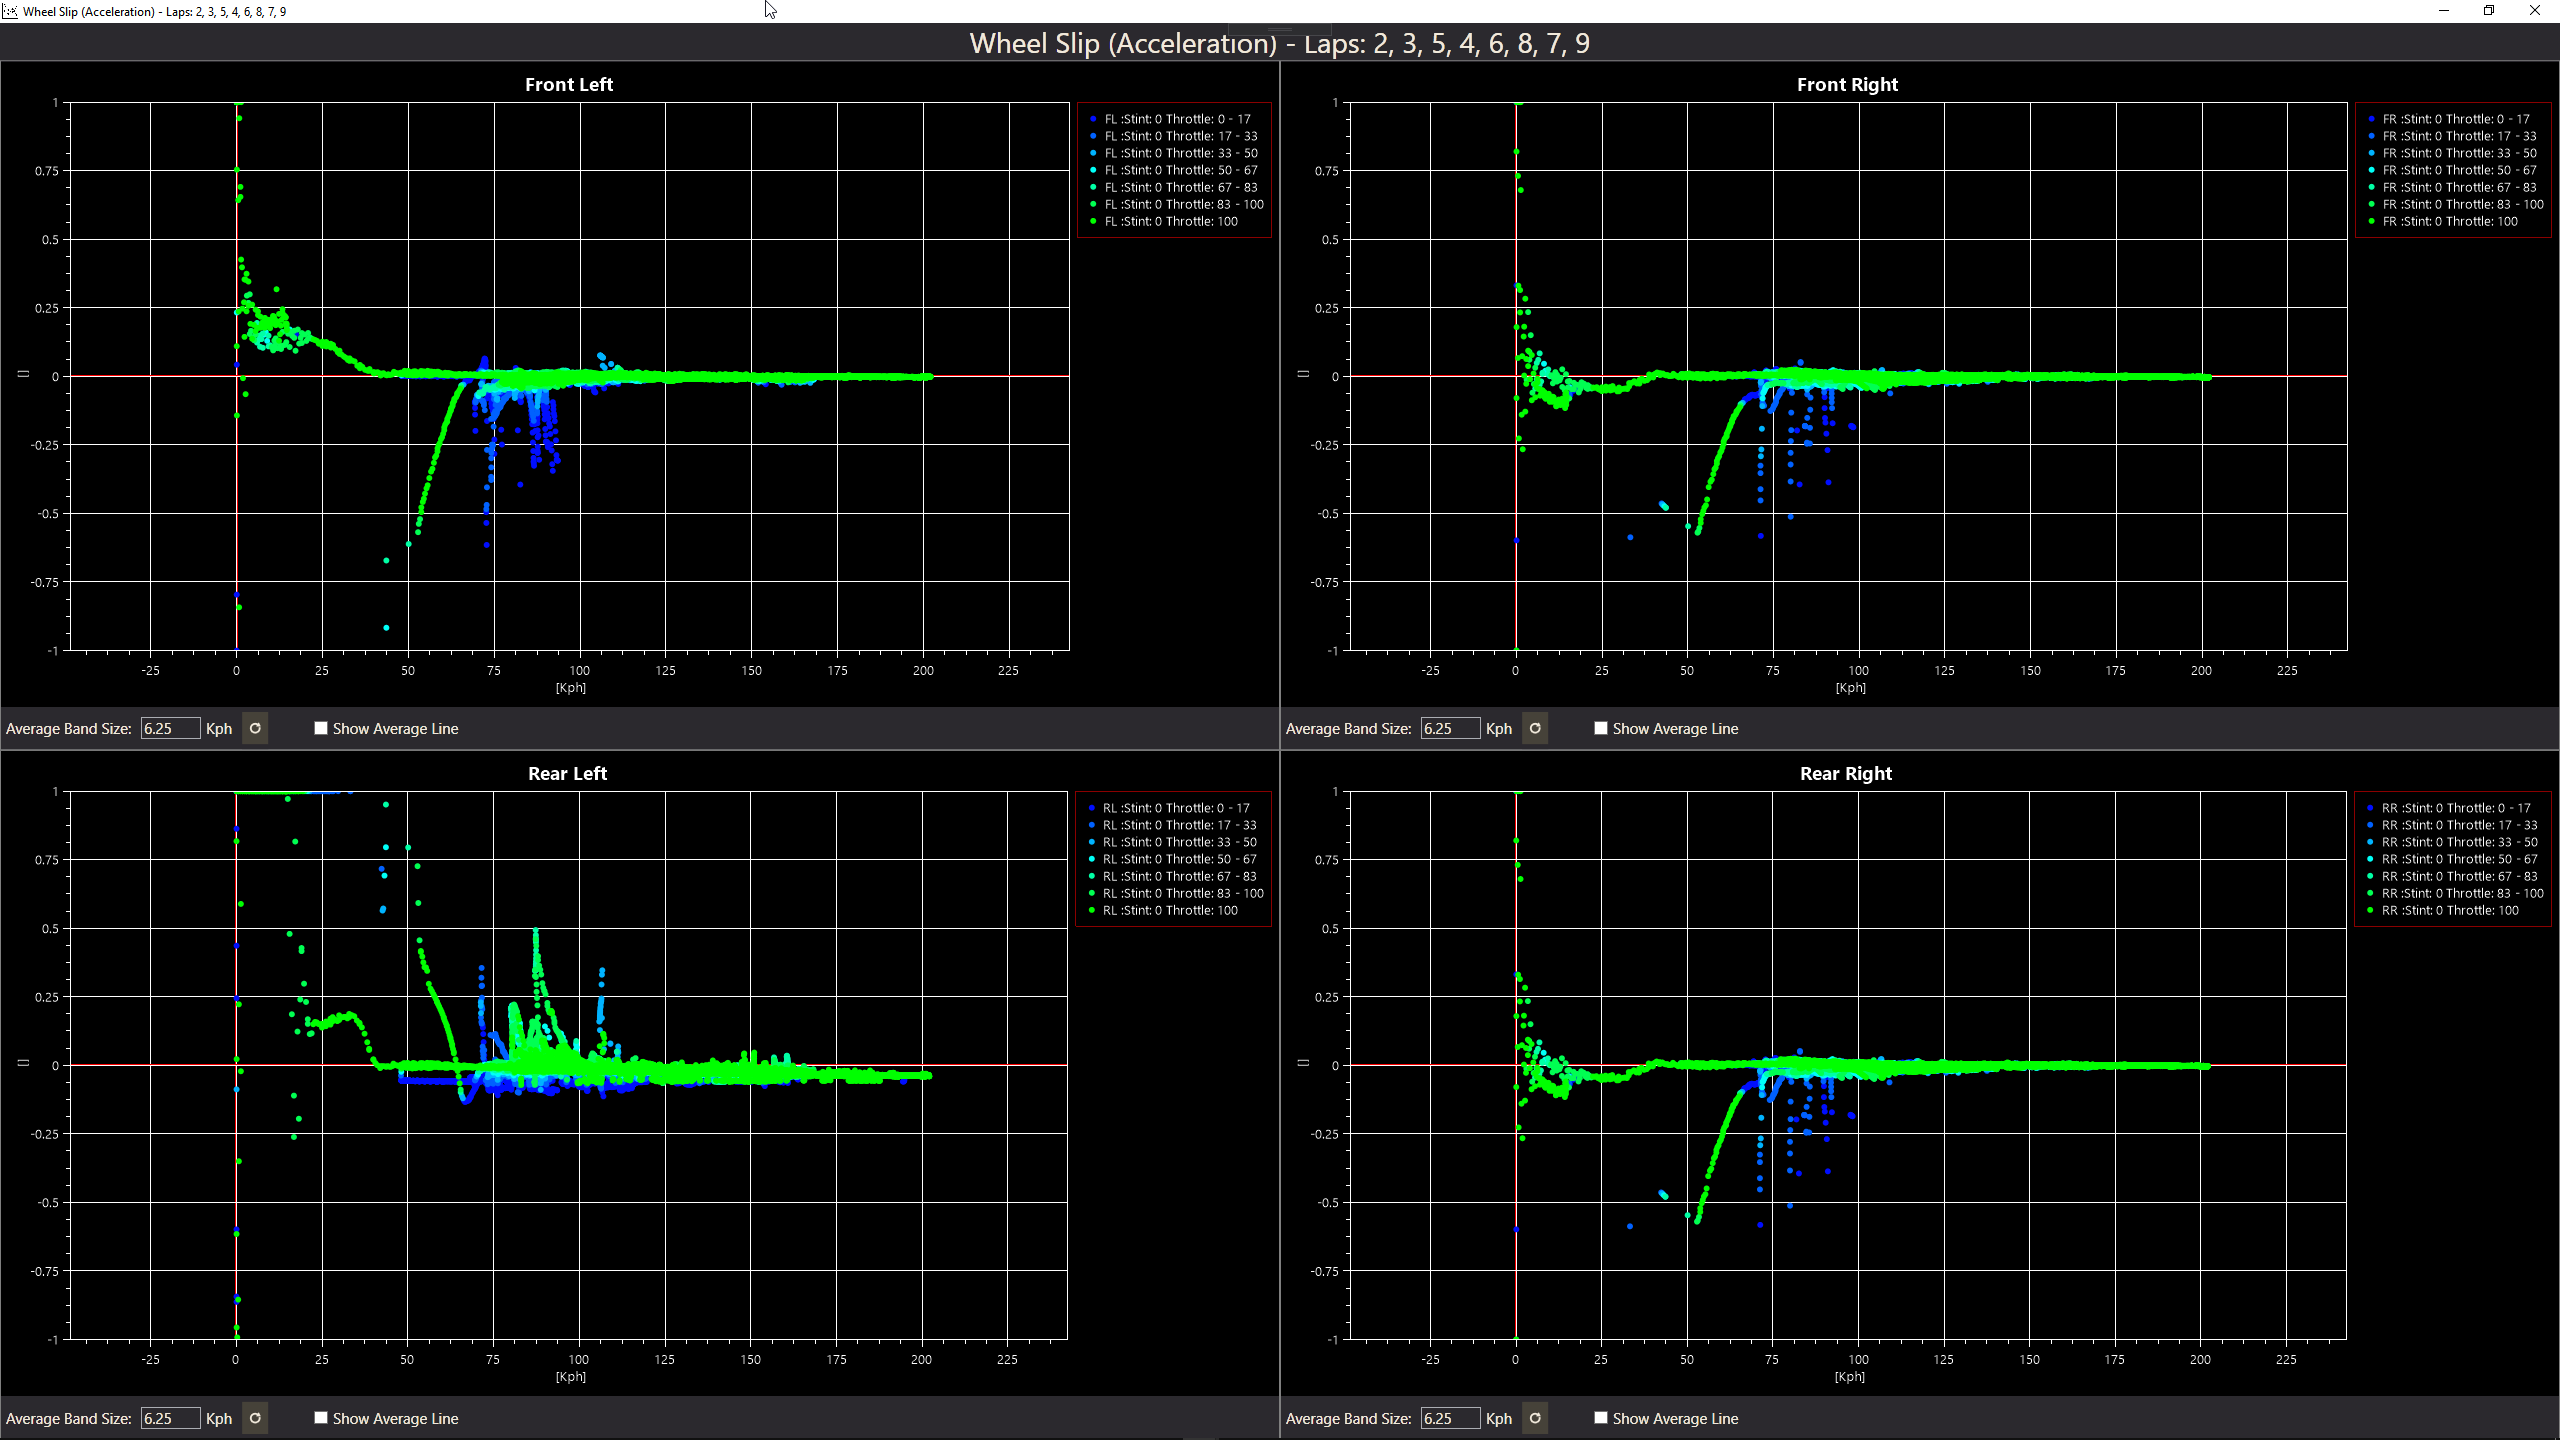 Wheel Slip (Acceleration) - Laps: 2, 3, 5, 4, 6, 8, 7, 9
Wheel Slip (Acceleration) - Laps: 2, 3, 5, 4, 6, 8, 7, 9
Front Left
1
0.75
0.5
0.25
0
-0.25
-0.5
-0.75
-1
[]
-25 0 25 50 75 100 125 150 175 200 225
[Kph]
FL :Stint: 0 Throttle: 0 - 17
FL :Stint: 0 Throttle: 17 - 33
FL :Stint: 0 Throttle: 33 - 50
FL :Stint: 0 Throttle: 50 - 67
FL :Stint: 0 Throttle: 67 - 83
FL :Stint: 0 Throttle: 83 - 100
FL :Stint: 0 Throttle: 100
Average Band Size: 6.25 Kph Show Average Line
Front Right
1
0.75
0.5
0.25
0
-0.25
-0.5
-0.75
-1
[]
-25 0 25 50 75 100 125 150 175 200 225
[Kph]
FR :Stint: 0 Throttle: 0 - 17
FR :Stint: 0 Throttle: 17 - 33
FR :Stint: 0 Throttle: 33 - 50
FR :Stint: 0 Throttle: 50 - 67
FR :Stint: 0 Throttle: 67 - 83
FR :Stint: 0 Throttle: 83 - 100
FR :Stint: 0 Throttle: 100
Average Band Size: 6.25 Kph Show Average Line
Rear Left
1
0.75
0.5
0.25
0
-0.25
-0.5
-0.75
-1
[]
-25 0 25 50 75 100 125 150 175 200 225
[Kph]
RL :Stint: 0 Throttle: 0 - 17
RL :Stint: 0 Throttle: 17 - 33
RL :Stint: 0 Throttle: 33 - 50
RL :Stint: 0 Throttle: 50 - 67
RL :Stint: 0 Throttle: 67 - 83
RL :Stint: 0 Throttle: 83 - 100
RL :Stint: 0 Throttle: 100
Average Band Size: 6.25 Kph Show Average Line
Rear Right
1
0.75
0.5
0.25
0
-0.25
-0.5
-0.75
-1
[]
-25 0 25 50 75 100 125 150 175 200 225
[Kph]
RR :Stint: 0 Throttle: 0 - 17
RR :Stint: 0 Throttle: 17 - 33
RR :Stint: 0 Throttle: 33 - 50
RR :Stint: 0 Throttle: 50 - 67
RR :Stint: 0 Throttle: 67 - 83
RR :Stint: 0 Throttle: 83 - 100
RR :Stint: 0 Throttle: 100
Average Band Size: 6.25 Kph Show Average Line